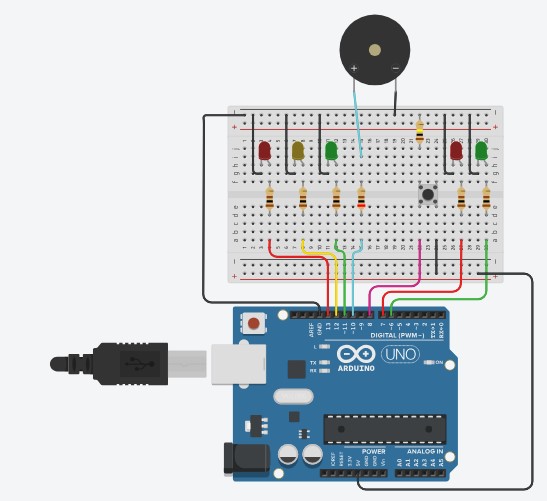 + −
− +
− +
AREF
GND
13
12
~11
~10
~9
8
7
~6
~5
4
~3
2
TX→1
RX←0
DIGITAL (PWM~)
L
TX
RX
UNO
ON
ARDUINO
POWER
ANALOG IN
IOREF
RESET
3.3V
5V
GND
GND
Vin
A0
A1
A2
A3
A4
A5